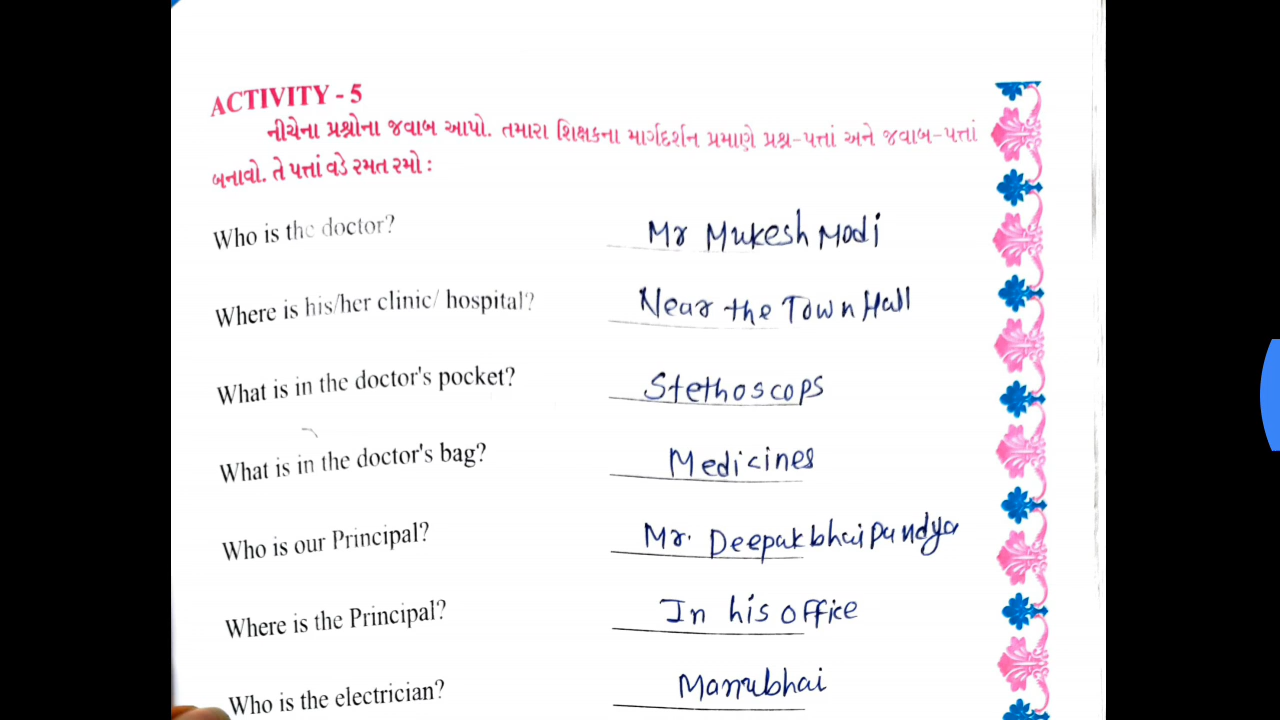 ACTIVITY - 5
નીચેના પ્રશ્નોના જવાબ આપો. તમારા શિક્ષકના માર્ગદર્શન પ્રમાણે પ્રશ્ન-પત્તાં અને જવાબ-પત્તાં
બનાવો. તે પત્તાં વડે રમત રમો :
Who is the doctor? Mr Mukesh Modi
Where is his/her clinic/ hospital? Near the Town Hall
What is in the doctor's pocket? Stethoscops
What is in the doctor's bag? Medicines
Who is our Principal? Mr. Deepakbhai Pandya
Where is the Principal? In his office
Who is the electrician? Mannubhai